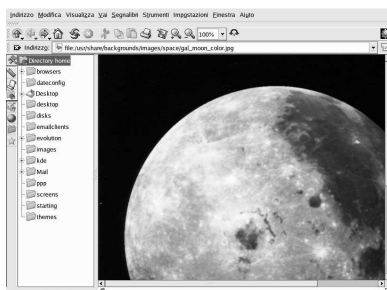 Indirizzo Modifica Visualizza Vai Segnalibri Strumenti Impostazioni Finestra Aiuto
100%
Indirizzo: file:/usr/share/backgrounds/images/space/gal_moon_color.jpg
Directory home
browsers
dateconfig
Desktop
desktop
disks
emailclients
evolution
images
kde
Mail
ppp
screens
starting
themes